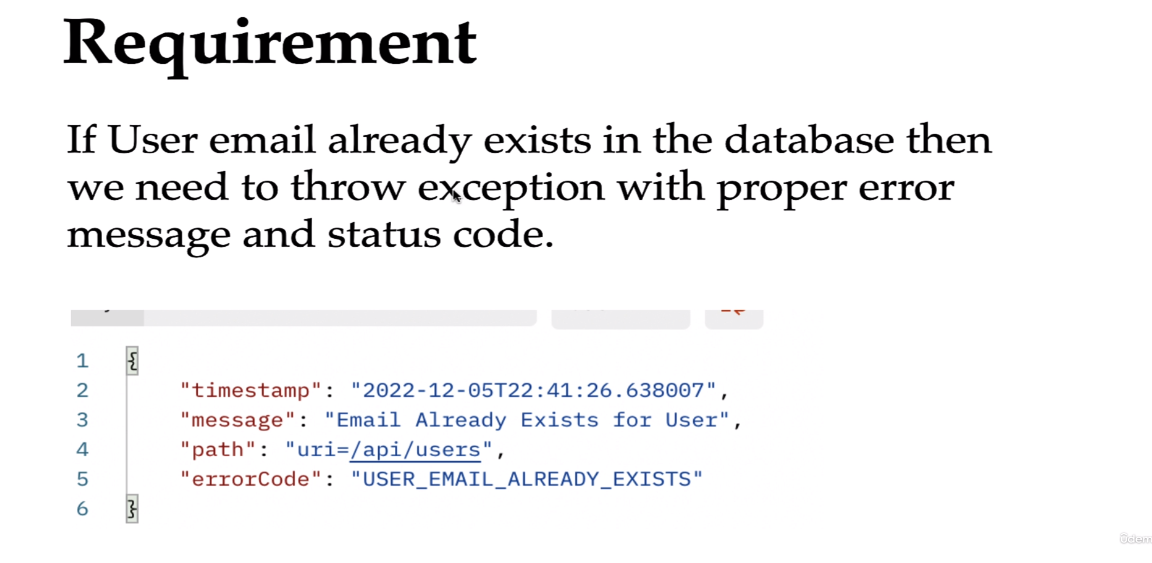 Requirement
If User email already exists in the database then
we need to throw exception with proper error
message and status code.
1 {
2 "timestamp": "2022-12-05T22:41:26.638007",
3 "message": "Email Already Exists for User",
4 "path": "uri=/api/users",
5 "errorCode": "USER_EMAIL_ALREADY_EXISTS"
6 }